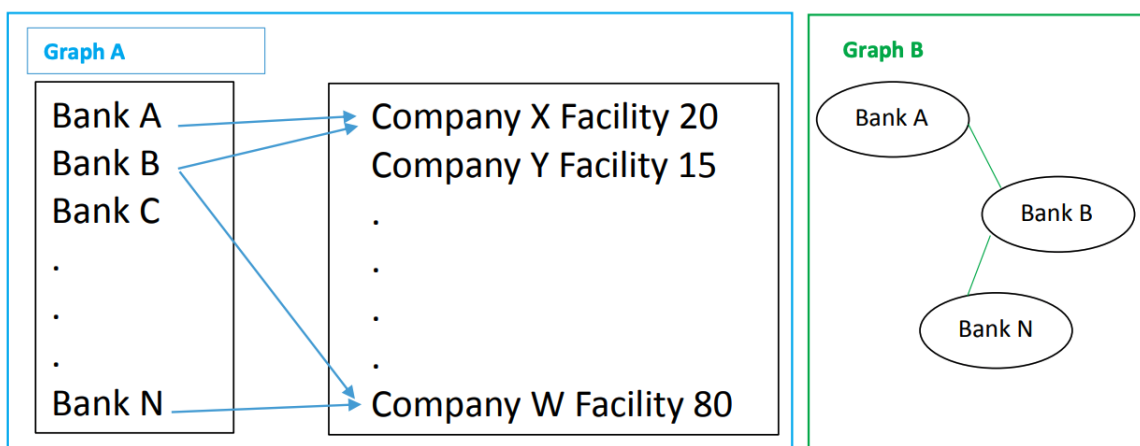 Graph A
Bank A
Bank B
Bank C
.
.
.
Bank N
Company X Facility 20
Company Y Facility 15
.
.
.
.
Company W Facility 80
Graph B
Bank A
Bank B
Bank N